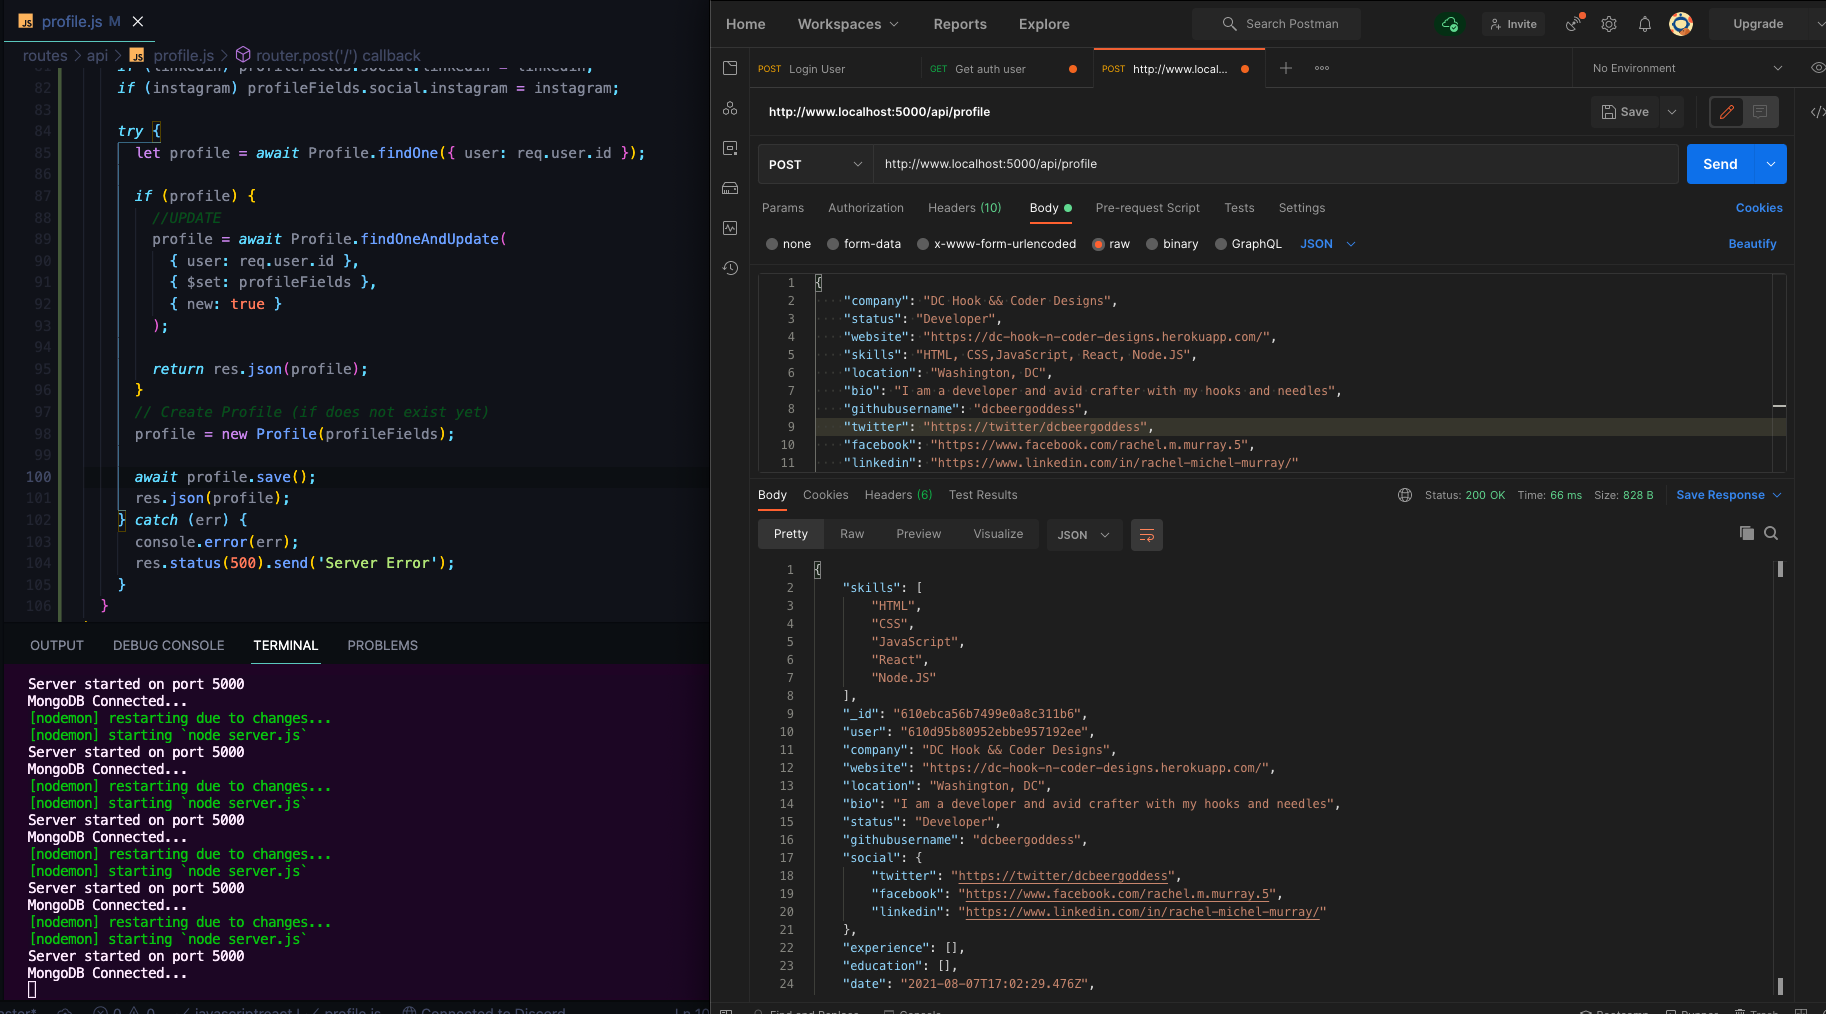 JS profile.js M ×
routes > api > JS profile.js > router.post('/') callback
81 if (linkedin) profileFields.social.linkedin = linkedin;
82 if (instagram) profileFields.social.instagram = instagram;
83
84 try {
85 let profile = await Profile.findOne({ user: req.user.id });
86
87 if (profile) {
88 //UPDATE
89 profile = await Profile.findOneAndUpdate(
90 { user: req.user.id },
91 { $set: profileFields },
92 { new: true }
93 );
94
95 return res.json(profile);
96 }
97 // Create Profile (if does not exist yet)
98 profile = new Profile(profileFields);
99
100 await profile.save();
101 res.json(profile);
102 } catch (err) {
103 console.error(err);
104 res.status(500).send('Server Error');
105 }
106 }
OUTPUT DEBUG CONSOLE TERMINAL PROBLEMS
Server started on port 5000
MongoDB Connected...
[nodemon] restarting due to changes...
[nodemon] starting `node server.js`
Server started on port 5000
MongoDB Connected...
[nodemon] restarting due to changes...
[nodemon] starting `node server.js`
Server started on port 5000
MongoDB Connected...
[nodemon] restarting due to changes...
[nodemon] starting `node server.js`
Server started on port 5000
MongoDB Connected...
[nodemon] restarting due to changes...
[nodemon] starting `node server.js`
Server started on port 5000
MongoDB Connected...
Home Workspaces Reports Explore Search Postman Invite Upgrade
POST Login User GET Get auth user POST http://www.local... + ooo No Environment
http://www.localhost:5000/api/profile Save
POST http://www.localhost:5000/api/profile Send
Params Authorization Headers (10) Body Pre-request Script Tests Settings Cookies
none form-data x-www-form-urlencoded raw binary GraphQL JSON Beautify
1 {
2 "company": "DC Hook && Coder Designs",
3 "status": "Developer",
4 "website": "https://dc-hook-n-coder-designs.herokuapp.com/",
5 "skills": "HTML, CSS,JavaScript, React, Node.JS",
6 "location": "Washington, DC",
7 "bio": "I am a developer and avid crafter with my hooks and needles",
8 "githubusername": "dcbeergoddess",
9 "twitter": "https://twitter/dcbeergoddess",
10 "facebook": "https://www.facebook.com/rachel.m.murray.5",
11 "linkedin": "https://www.linkedin.com/in/rachel-michel-murray/"
Body Cookies Headers (6) Test Results Status: 200 OK Time: 66 ms Size: 828 B Save Response
Pretty Raw Preview Visualize JSON
1 {
2 "skills": [
3 "HTML",
4 "CSS",
5 "JavaScript",
6 "React",
7 "Node.JS"
8 ],
9 "_id": "610ebca56b7499e0a8c311b6",
10 "user": "610d95b80952ebbe957192ee",
11 "company": "DC Hook && Coder Designs",
12 "website": "https://dc-hook-n-coder-designs.herokuapp.com/",
13 "location": "Washington, DC",
14 "bio": "I am a developer and avid crafter with my hooks and needles",
15 "status": "Developer",
16 "githubusername": "dcbeergoddess",
17 "social": {
18 "twitter": "https://twitter/dcbeergoddess",
19 "facebook": "https://www.facebook.com/rachel.m.murray.5",
20 "linkedin": "https://www.linkedin.com/in/rachel-michel-murray/"
21 },
22 "experience": [],
23 "education": [],
24 "date": "2021-08-07T17:02:29.476Z",